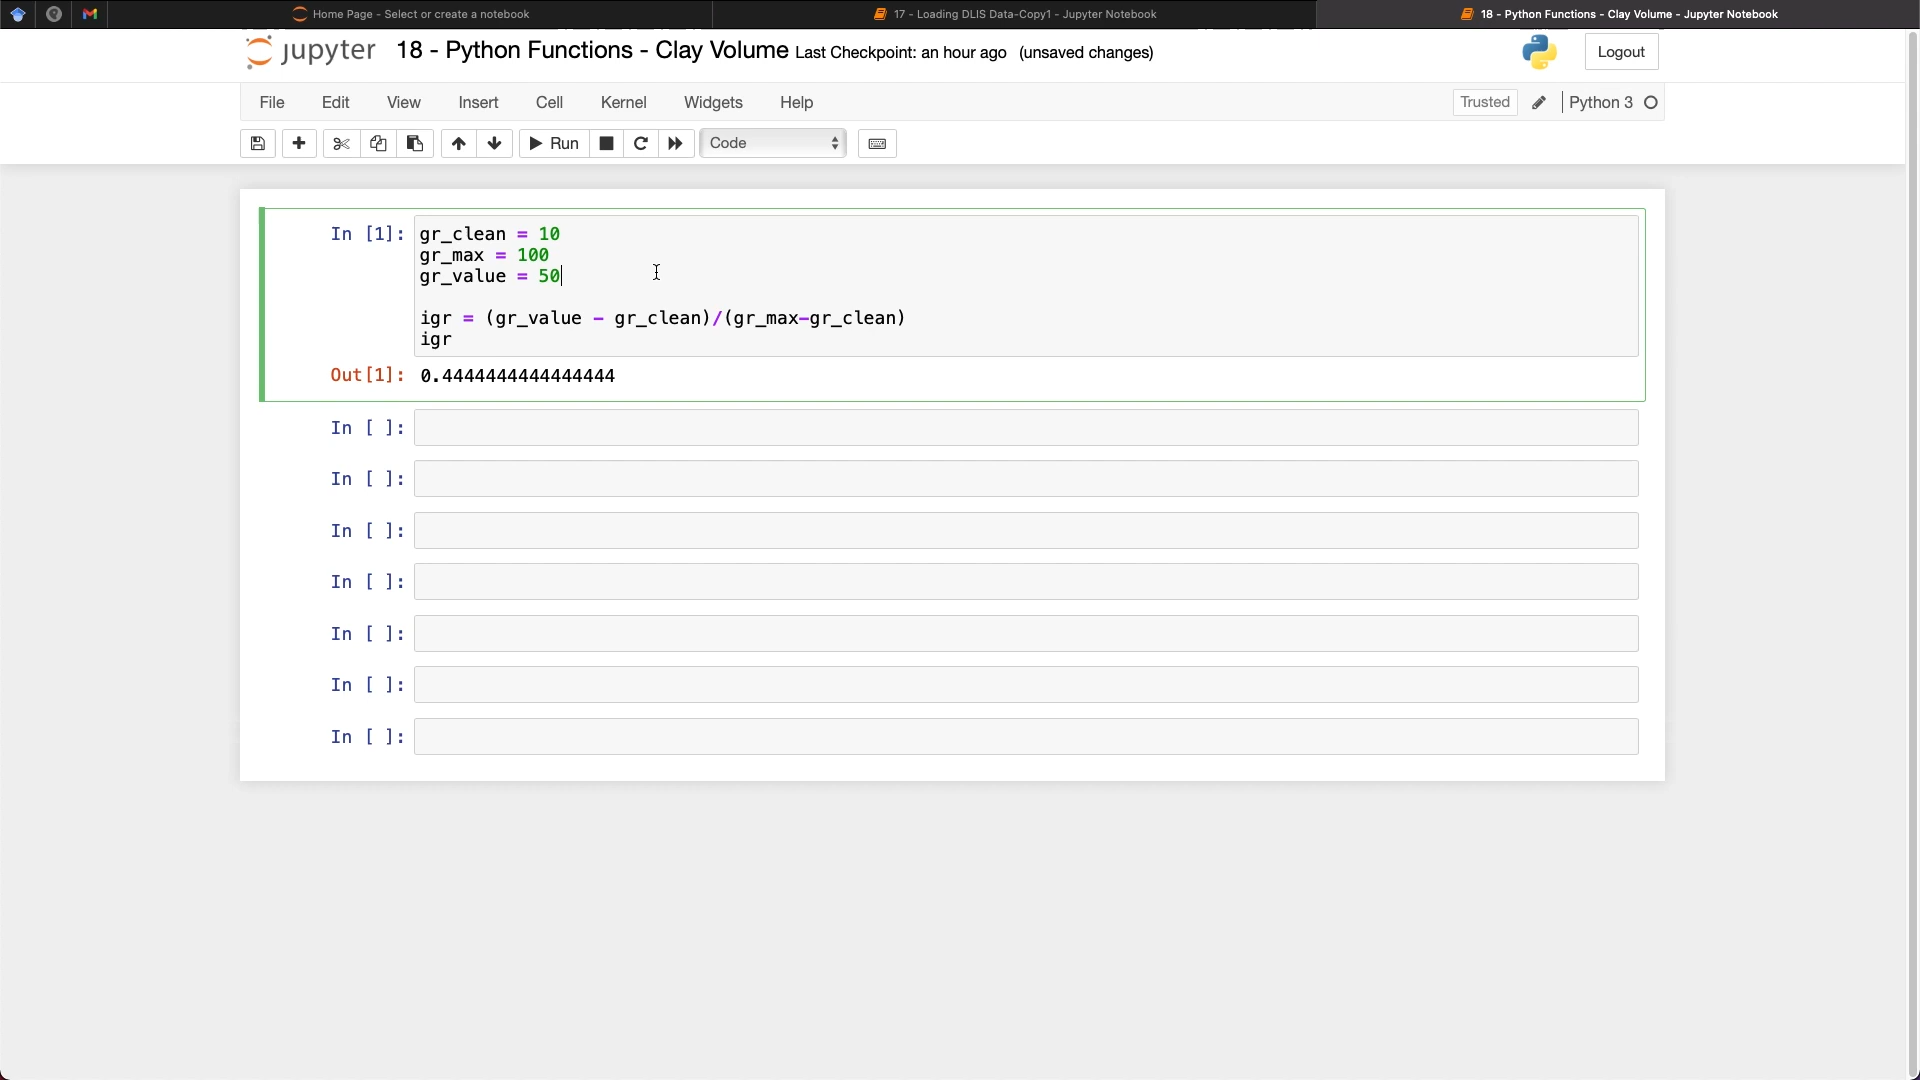 Home Page - Select or create a notebook
17 - Loading DLIS Data-Copy1 - Jupyter Notebook
18 - Python Functions - Clay Volume - Jupyter Notebook
jupyter 18 - Python Functions - Clay Volume Last Checkpoint: an hour ago (unsaved changes)
Logout
File Edit View Insert Cell Kernel Widgets Help
Trusted Python 3
Run Code
In [1]: gr_clean = 10
gr_max = 100
gr_value = 50
igr = (gr_value - gr_clean)/(gr_max-gr_clean)
igr
Out[1]: 0.4444444444444444
In [ ]:
In [ ]:
In [ ]:
In [ ]:
In [ ]:
In [ ]:
In [ ]: